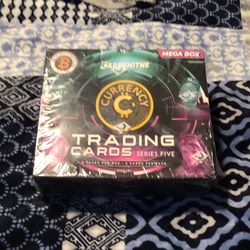 CARDSMITHS
MEGA BOX
CURRENCY
TRADING
CARDS SERIES FIVE